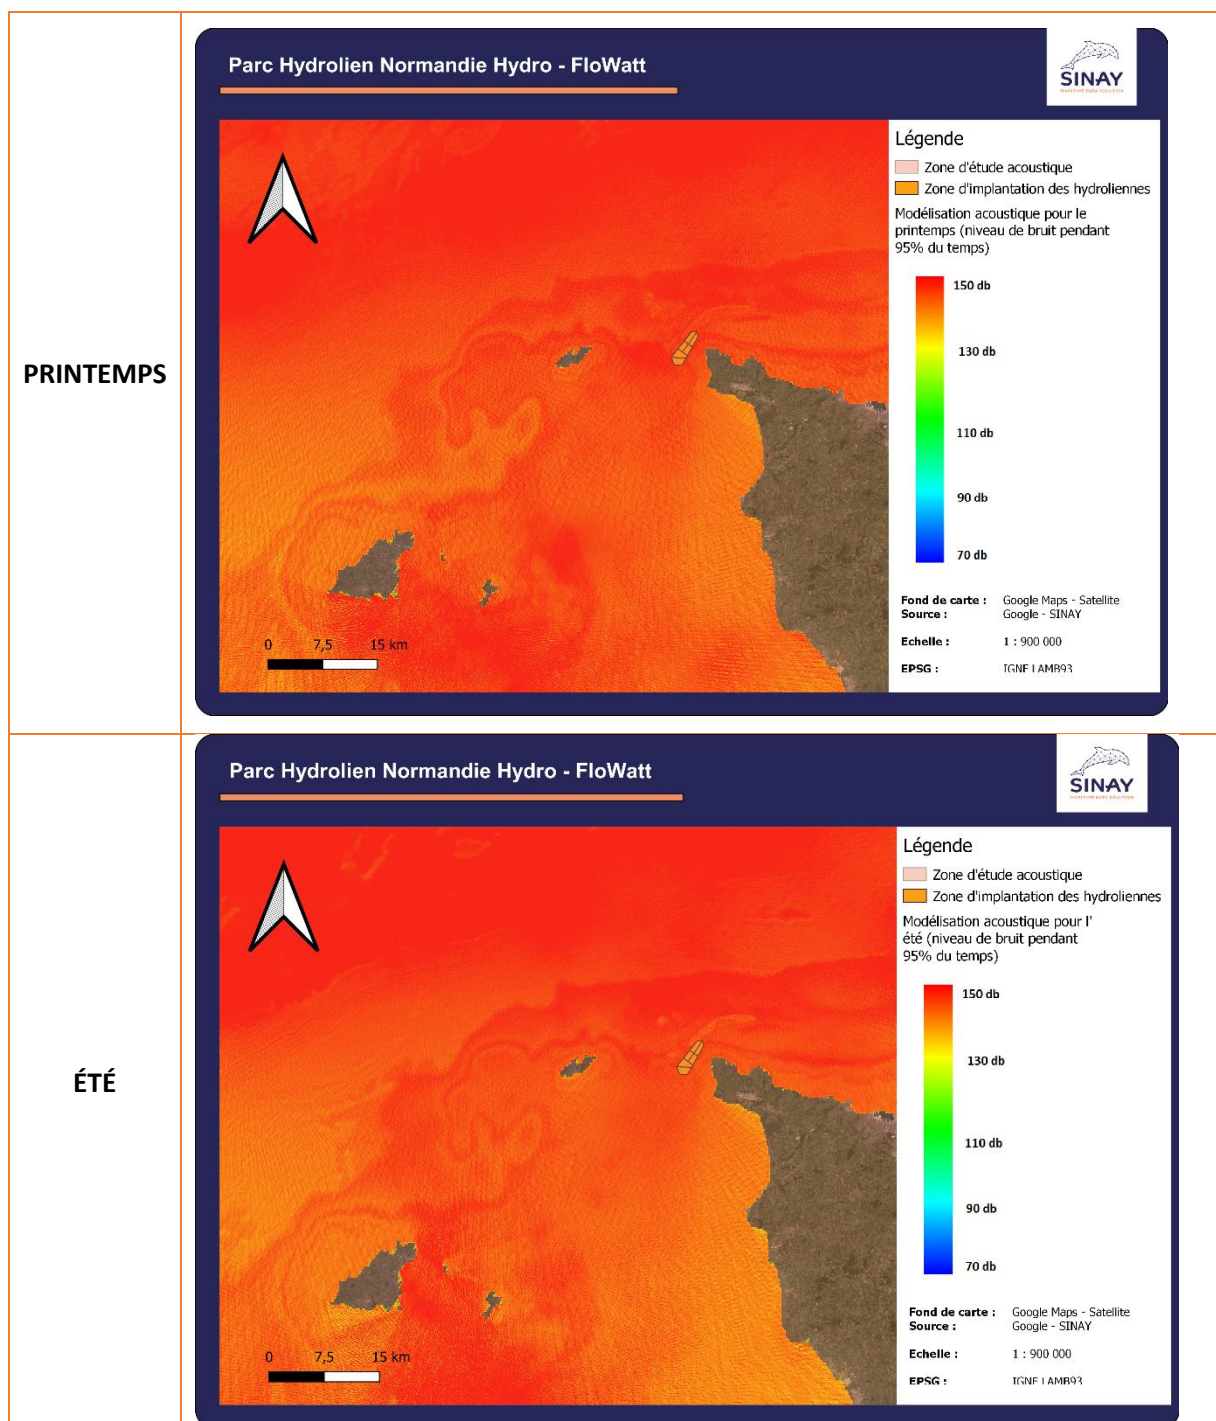 PRINTEMPS
Parc Hydrolien Normandie Hydro - FloWatt
SINAY
MARITIME DATA SOLUTION
Légende
Zone d'étude acoustique
Zone d'implantation des hydroliennes
Modélisation acoustique pour le
printemps (niveau de bruit pendant
95% du temps)
150 db
130 db
110 db
90 db
70 db
0 7,5 15 km
Fond de carte : Google Maps - Satellite
Source : Google - SINAY
Echelle : 1 : 900 000
EPSG : IGNF LAMB93
ÉTÉ
Parc Hydrolien Normandie Hydro - FloWatt
SINAY
MARITIME DATA SOLUTION
Légende
Zone d'étude acoustique
Zone d'implantation des hydroliennes
Modélisation acoustique pour l'
été (niveau de bruit pendant
95% du temps)
150 db
130 db
110 db
90 db
70 db
0 7,5 15 km
Fond de carte : Google Maps - Satellite
Source : Google - SINAY
Echelle : 1 : 900 000
EPSG : IGNF LAMB93